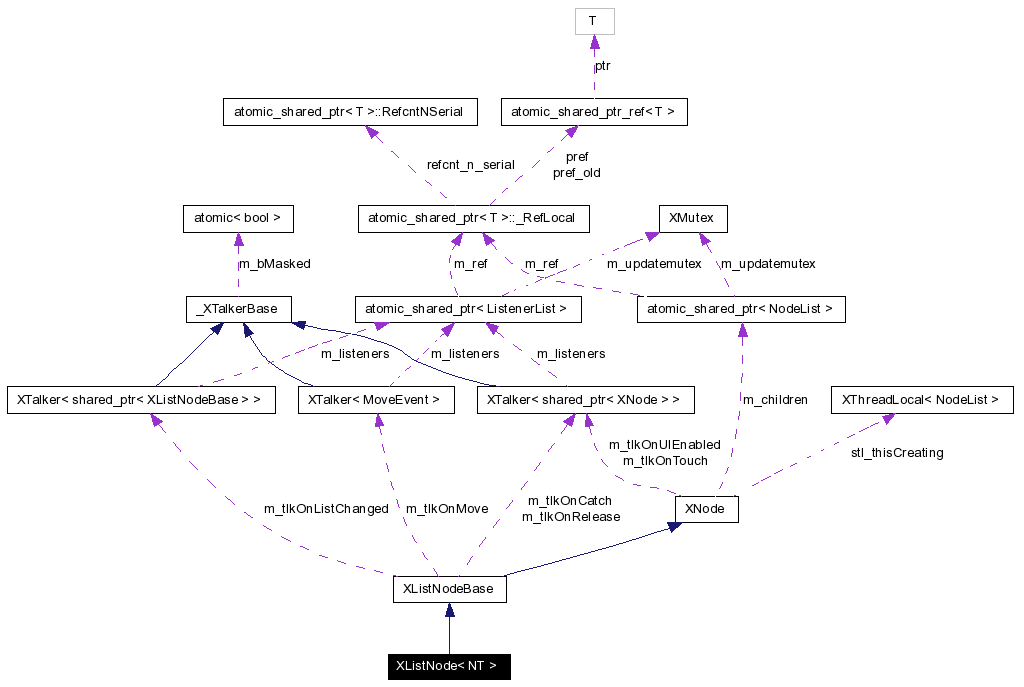 T
ptr
atomic_shared_ptr< T >::RefcntNSerial
atomic_shared_ptr_ref< T >
refcnt_n_serial
pref
pref_old
atomic< bool >
atomic_shared_ptr< T >::_RefLocal
XMutex
m_bMasked
m_ref
m_ref
m_updatemutex
m_updatemutex
_XTalkerBase
atomic_shared_ptr< ListenerList >
atomic_shared_ptr< NodeList >
m_listeners
m_listeners
m_listeners
XTalker< shared_ptr< XListNodeBase > >
XTalker< MoveEvent >
XTalker< shared_ptr< XNode > >
m_children
XThreadLocal< NodeList >
m_tlkOnUIEnabled
m_tlkOnTouch
stl_thisCreating
m_tlkOnListChanged
m_tlkOnMove
m_tlkOnCatch
m_tlkOnRelease
XNode
XListNodeBase
XListNode< NT >